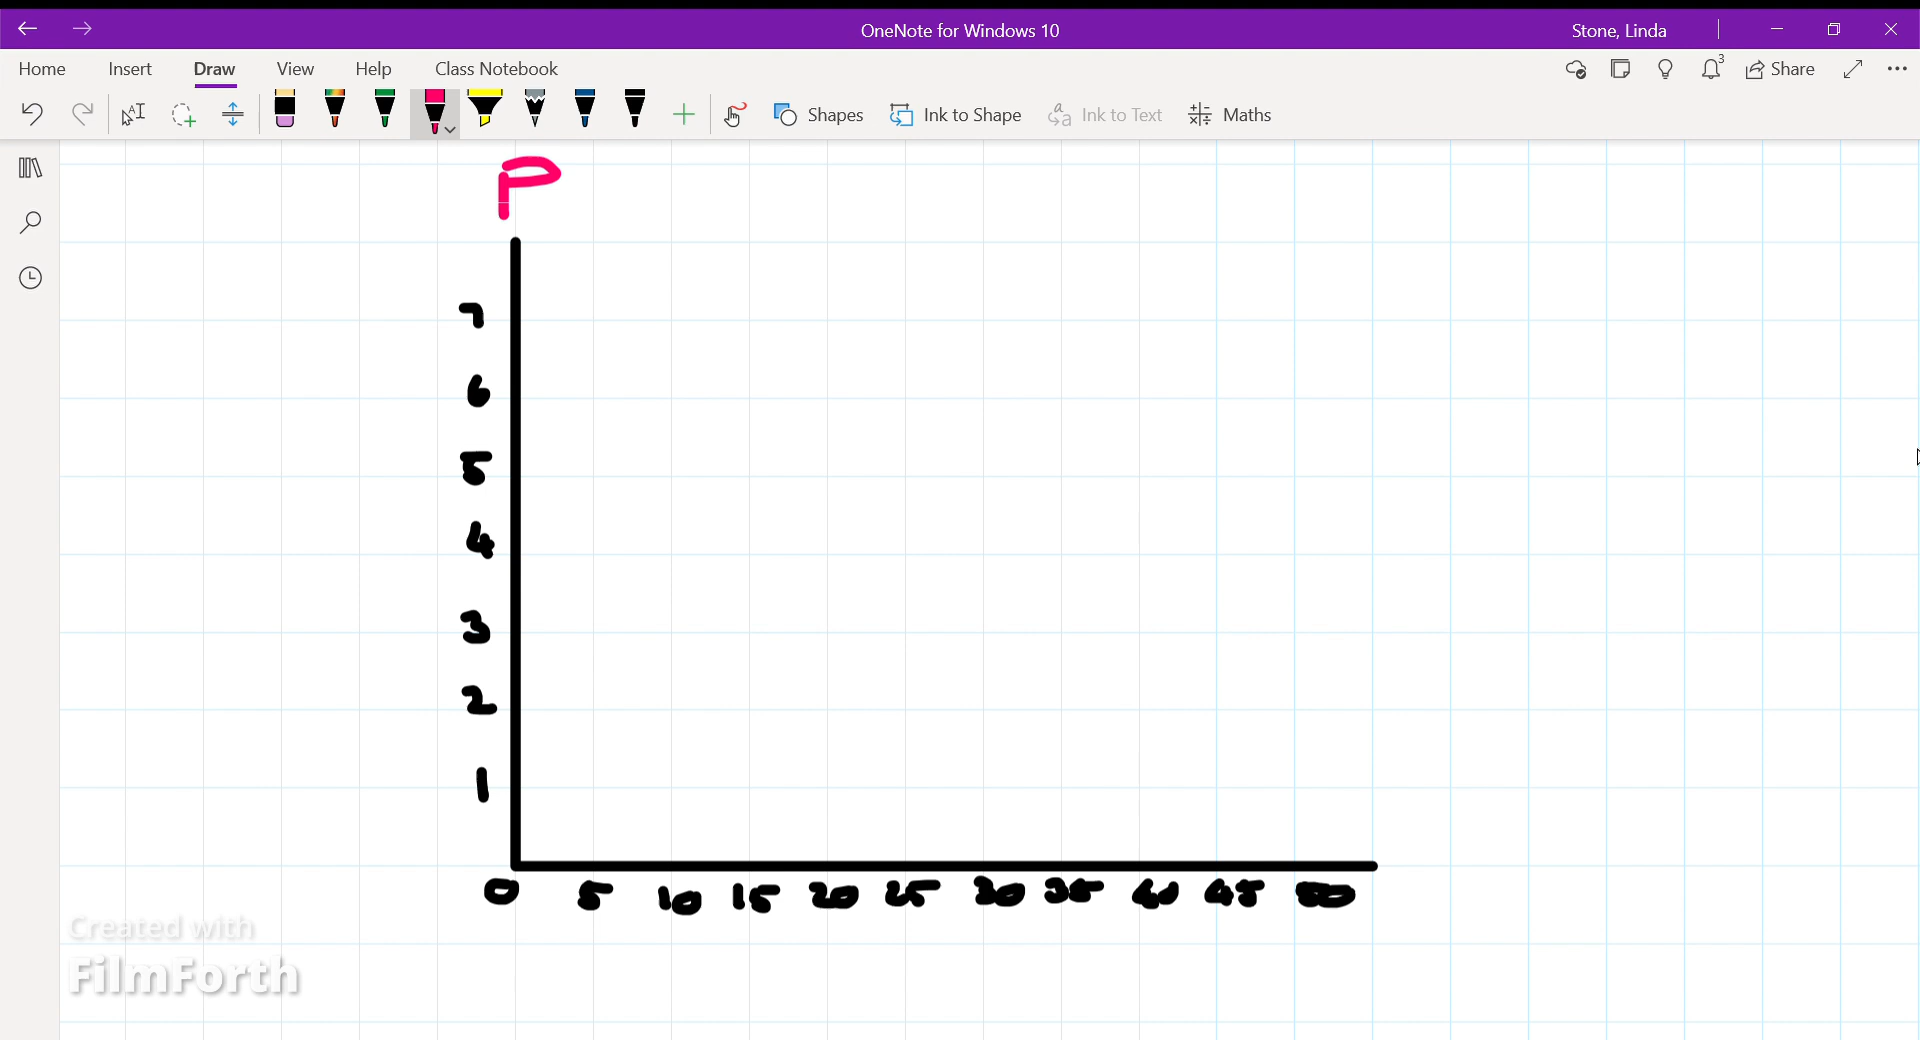 OneNote for Windows 10
Stone, Linda
Home Insert Draw View Help Class Notebook
3
Share
Shapes Ink to Shape Ink to Text Maths
P
7
6
5
4
3
2
1
0 5 10 15 20 25 30 35 40 45 50
Created with
FilmForth